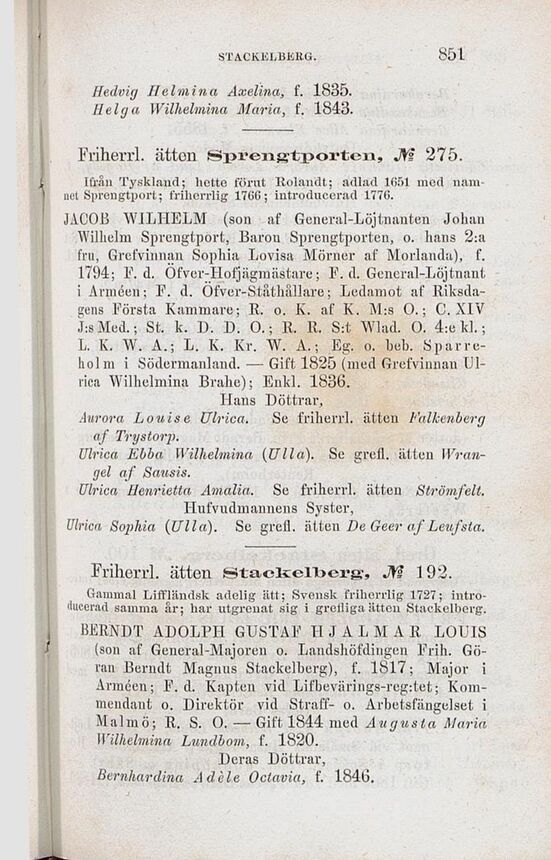 STACKELBERG. 851
Hedvig Helmina Axelina, f. 1835.
Helga Wilhelmina Maria, f. 1843.
Friherrl. ätten Sprengtporten, № 275.
Ifrån Tyskland; hette förut Rolandt; adlad 1651 med nam-
net Sprengtport; friherrlig 1766; introducerad 1776.
JACOB WILHELM (son af General-Löjtnanten Johan
Wilhelm Sprengtport, Baron Sprengtporten, o. hans 2:a
fru, Grefvinnan Sophia Lovisa Mörner af Morlanda), f.
1794; F. d. Öfver-Hofjägmästare; F. d. General-Löjtnant
i Arméen; F. d. Öfver-Ståthållare; Ledamot af Riksda-
gens Första Kammare; R. o. K. af K. M:s O.; C. XIV
J:s Med.; St. k. D. D. O.; R. R. S:t Wlad. O. 4:e kl.;
L. K. W. A.; L. K. Kr. W. A.; Eg. o. beb. Sparre-
holm i Södermanland. — Gift 1825 (med Grefvinnan Ul-
rica Wilhelmina Brahe); Enkl. 1836.
Hans Döttrar,
Aurora Louise Ulrica. Se friherrl. ätten Falkenberg
af Trystorp.
Ulrica Ebba Wilhelmina (Ulla). Se grefl. ätten Wran-
gel af Sausis.
Ulrica Henrietta Amalia. Se friherrl. ätten Strömfelt.
Hufvudmannens Syster,
Ulrica Sophia (Ulla). Se grefl. ätten De Geer af Leufsta.
Friherrl. ätten Stackelberg, № 192.
Gammal Liffländsk adelig ätt; Svensk friherrlig 1727; intro-
ducerad samma år; har utgrenat sig i grefliga ätten Stackelberg.
BERNDT ADOLPH GUSTAF HJALMAR LOUIS
(son af General-Majoren o. Landshöfdingen Frih. Gö-
ran Berndt Magnus Stackelberg), f. 1817; Major i
Arméen; F. d. Kapten vid Lifbevärings-reg:tet; Kom-
mendant o. Direktör vid Straff- o. Arbetsfängelset i
Malmö; R. S. O. — Gift 1844 med Augusta Maria
Wilhelmina Lundbom, f. 1820.
Deras Döttrar,
Bernhardina Adèle Octavia, f. 1846.